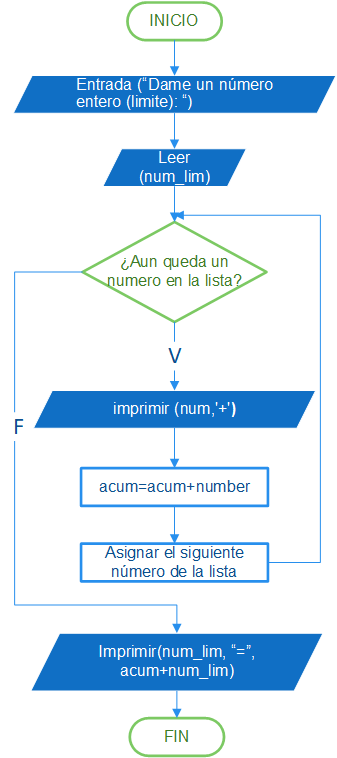 INICIO
Entrada (“Dame un número
entero (limite): “)
Leer
(num_lim)
¿Aun queda un
numero en la lista?
V
imprimir (num,'+')
F
acum=acum+number
Asignar el siguiente
número de la lista
Imprimir(num_lim, “=”,
acum+num_lim)
FIN